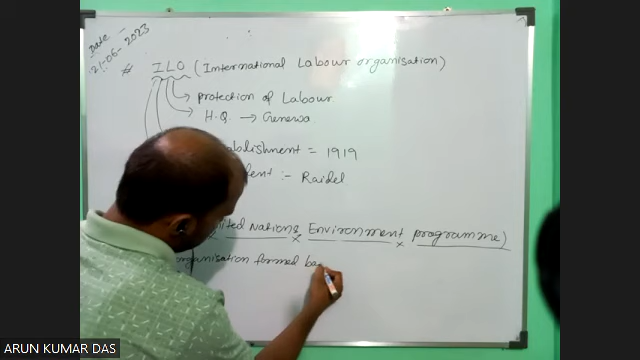 Date -
21-06-2023
* ILO (International Labour Organisation)
protection of Labour
H.Q. → Genewa
= 1919
:- Raidel
Nations Environment programme)
organisation formed
ARUN KUMAR DAS